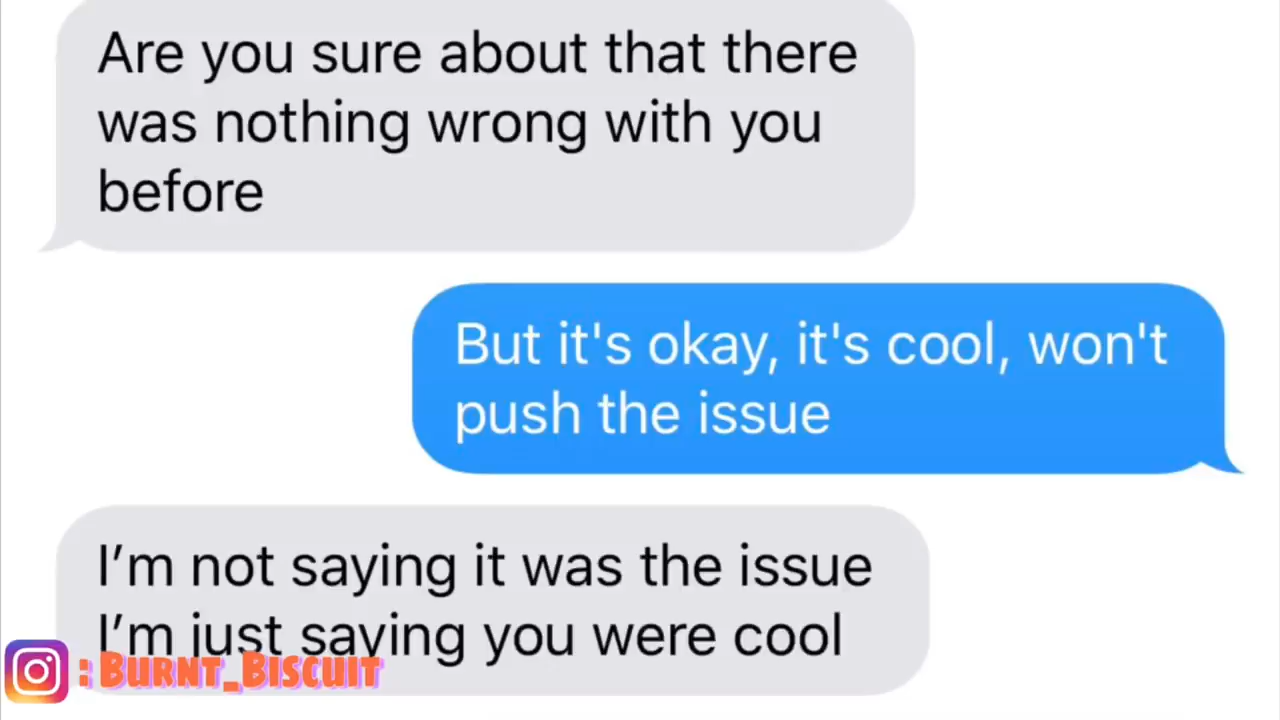 Are you sure about that there
was nothing wrong with you
before
But it's okay, it's cool, won't
push the issue
I’m not saying it was the issue
I’m just saying you were cool
: BURNT_BISCUIT